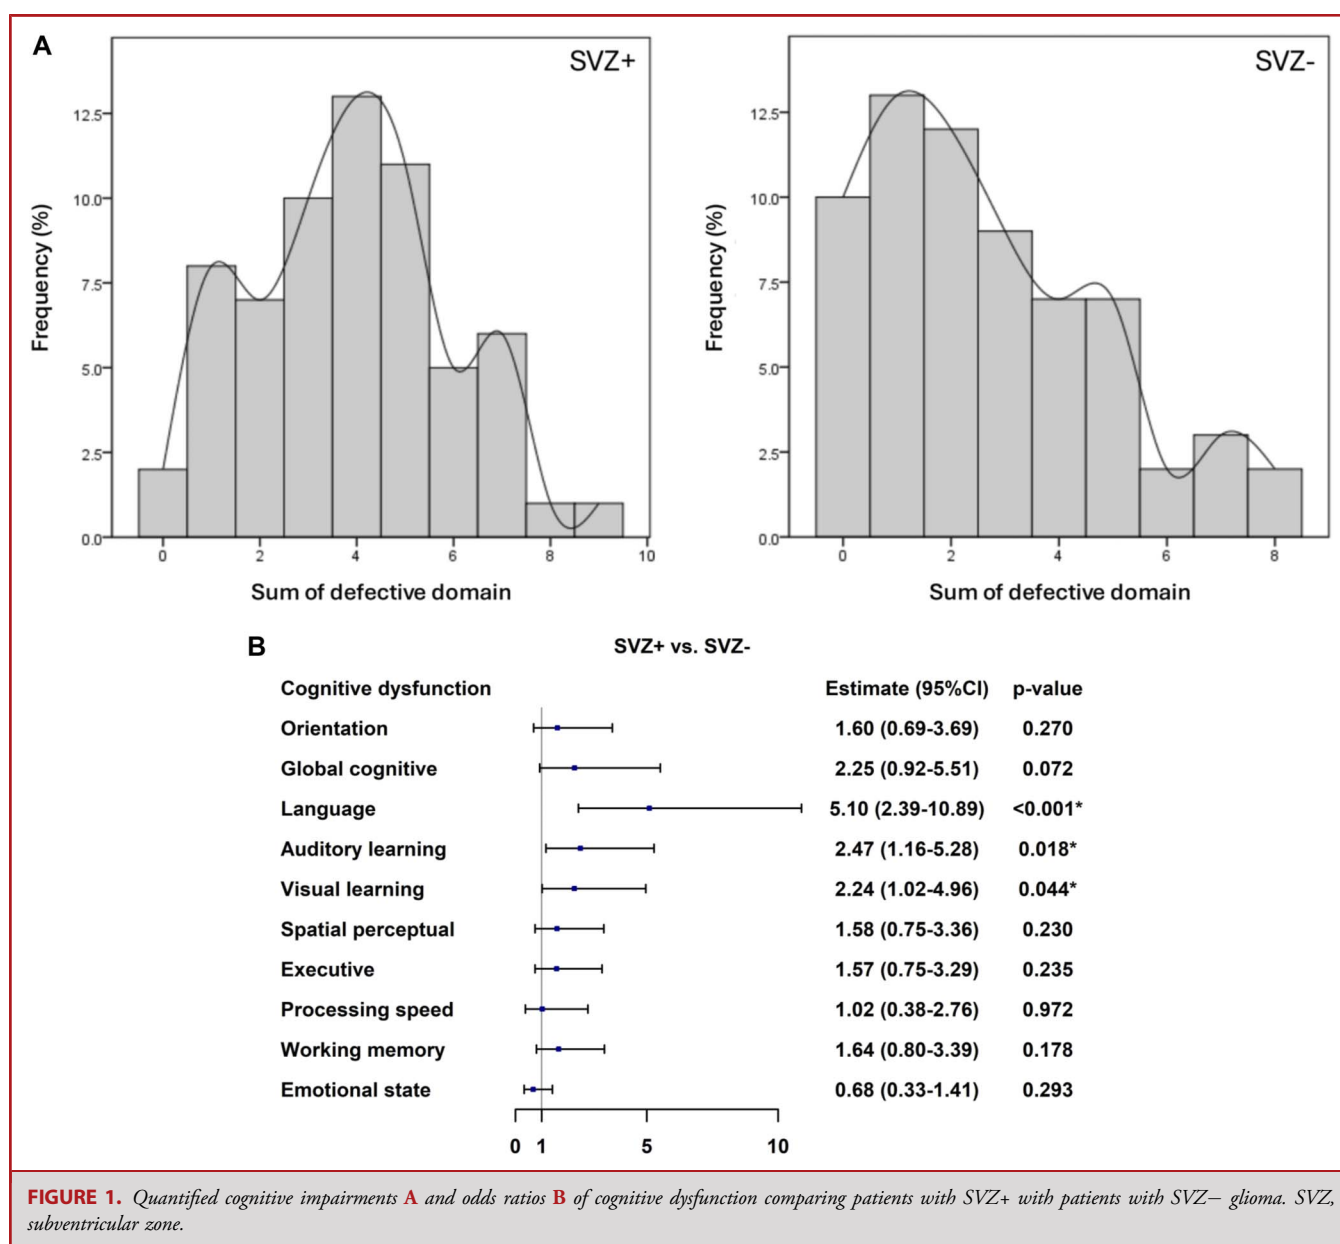 A
SVZ+
Frequency (%)
12.5
10.0
7.5
5.0
2.5
0.0
0 2 4 6 8 10
Sum of defective domain
SVZ-
Frequency (%)
12.5
10.0
7.5
5.0
2.5
0.0
0 2 4 6 8
Sum of defective domain
B
SVZ+ vs. SVZ-
Cognitive dysfunction Estimate (95%CI) p-value
Orientation 1.60 (0.69-3.69) 0.270
Global cognitive 2.25 (0.92-5.51) 0.072
Language 5.10 (2.39-10.89) <0.001*
Auditory learning 2.47 (1.16-5.28) 0.018*
Visual learning 2.24 (1.02-4.96) 0.044*
Spatial perceptual 1.58 (0.75-3.36) 0.230
Executive 1.57 (0.75-3.29) 0.235
Processing speed 1.02 (0.38-2.76) 0.972
Working memory 1.64 (0.80-3.39) 0.178
Emotional state 0.68 (0.33-1.41) 0.293
0 1 5 10
FIGURE 1. Quantified cognitive impairments A and odds ratios B of cognitive dysfunction comparing patients with SVZ+ with patients with SVZ− glioma. SVZ,
subventricular zone.